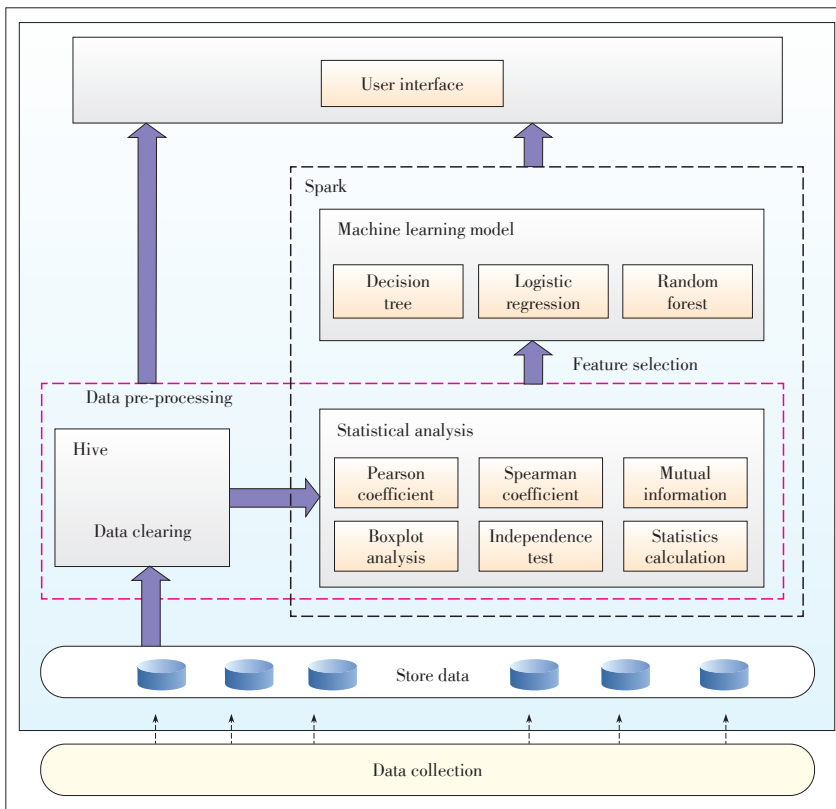 User interface
Spark
Machine learning model
Decision
tree
Logistic
regression
Random
forest
Feature selection
Data pre-processing
Hive
Data clearing
Statistical analysis
Pearson
coefficient
Spearman
coefficient
Mutual
information
Boxplot
analysis
Independence
test
Statistics
calculation
Store data
Data collection